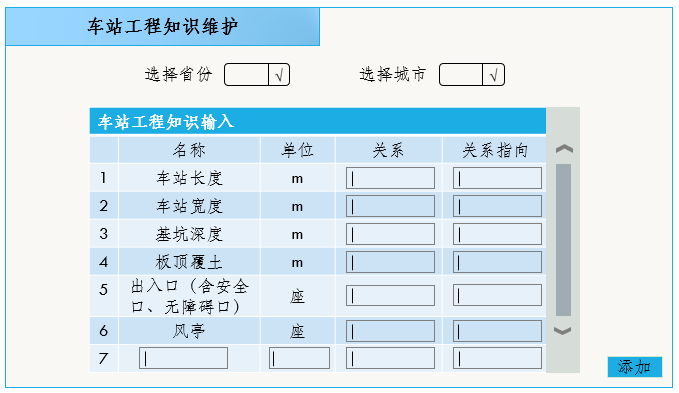 车站工程知识维护
选择省份 √ 选择城市 √
车站工程知识输入
名称 单位 关系 关系指向
1 车站长度 m
2 车站宽度 m
3 基坑深度 m
4 板顶覆土 m
5 出入口（含安全
口、无障碍口） 座
6 风亭 座
7
添加